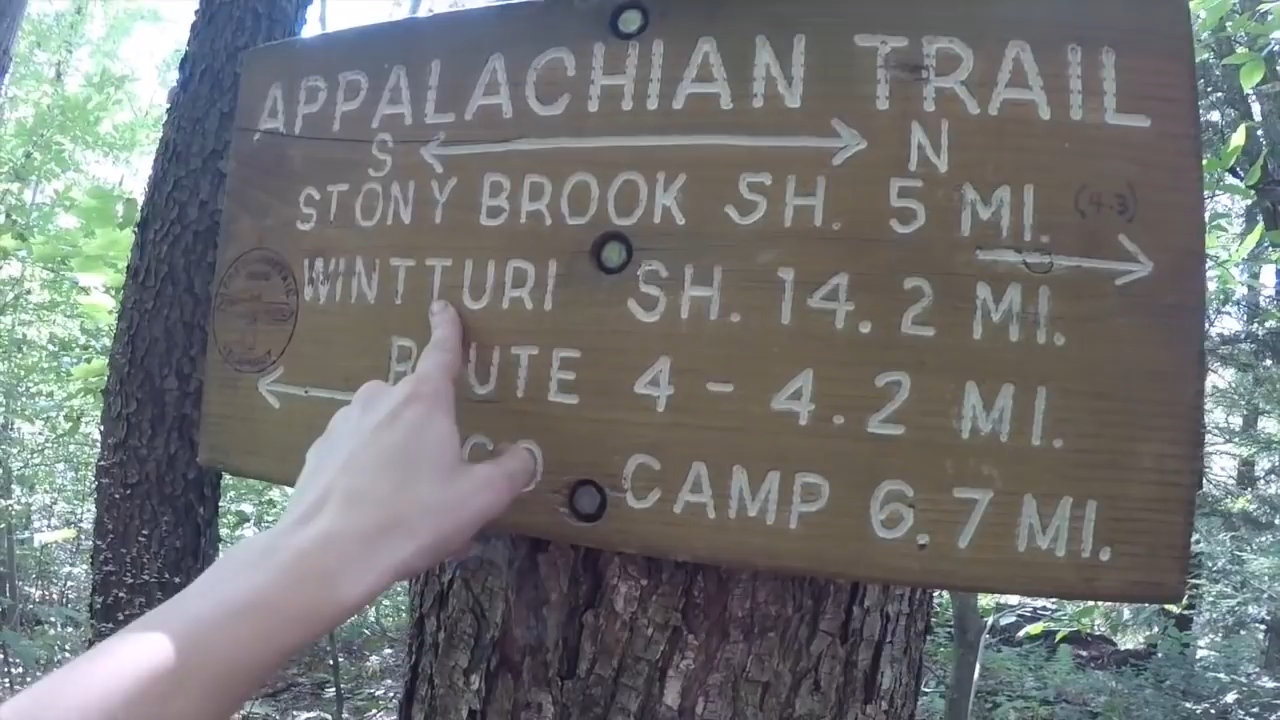 APPALACHIAN TRAIL
S N
STONY BROOK SH. 5 MI. (4.3)
WINTTURI SH. 14.2 MI.
ROUTE 4 - 4.2 MI.
CAMP 6.7 MI.